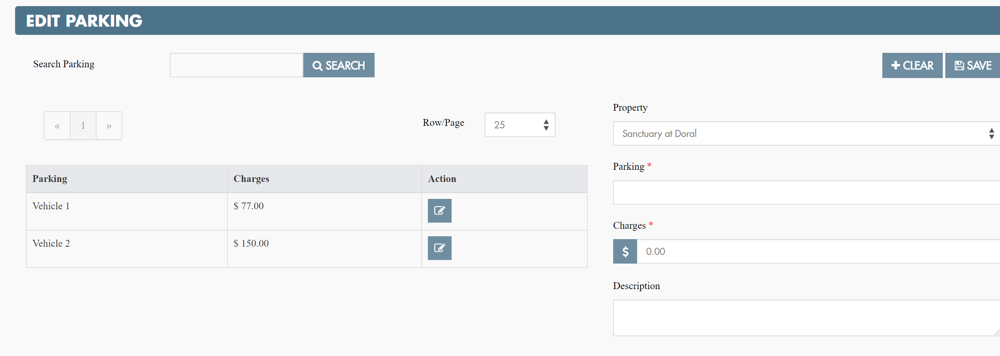 EDIT PARKING
Search Parking
SEARCH
CLEAR
SAVE
« 1 »
Row/Page
25
Parking Charges Action
Vehicle 1 $ 77.00
Vehicle 2 $ 150.00
Property
Sanctuary at Doral
Parking *
Charges *
$ 0.00
Description